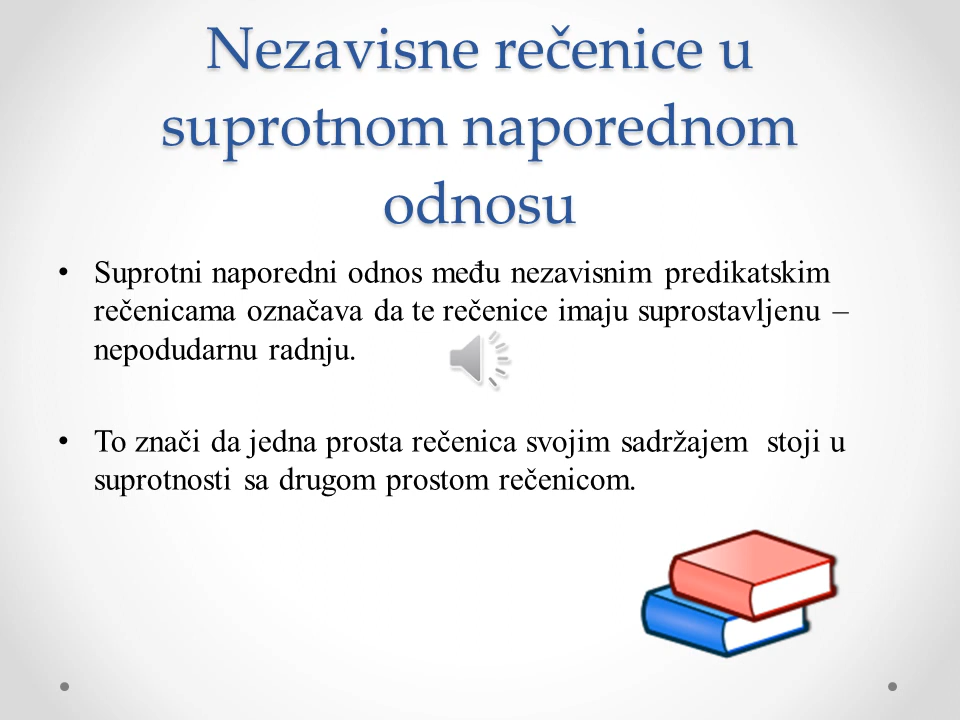 Nezavisne rečenice u
suprotnom naporednom
odnosu
• Suprotni naporedni odnos među nezavisnim predikatskim
rečenicama označava da te rečenice imaju suprostavljenu –
nepodudarnu radnju.
• To znači da jedna prosta rečenica svojim sadržajem  stoji u
suprotnosti sa drugom prostom rečenicom.